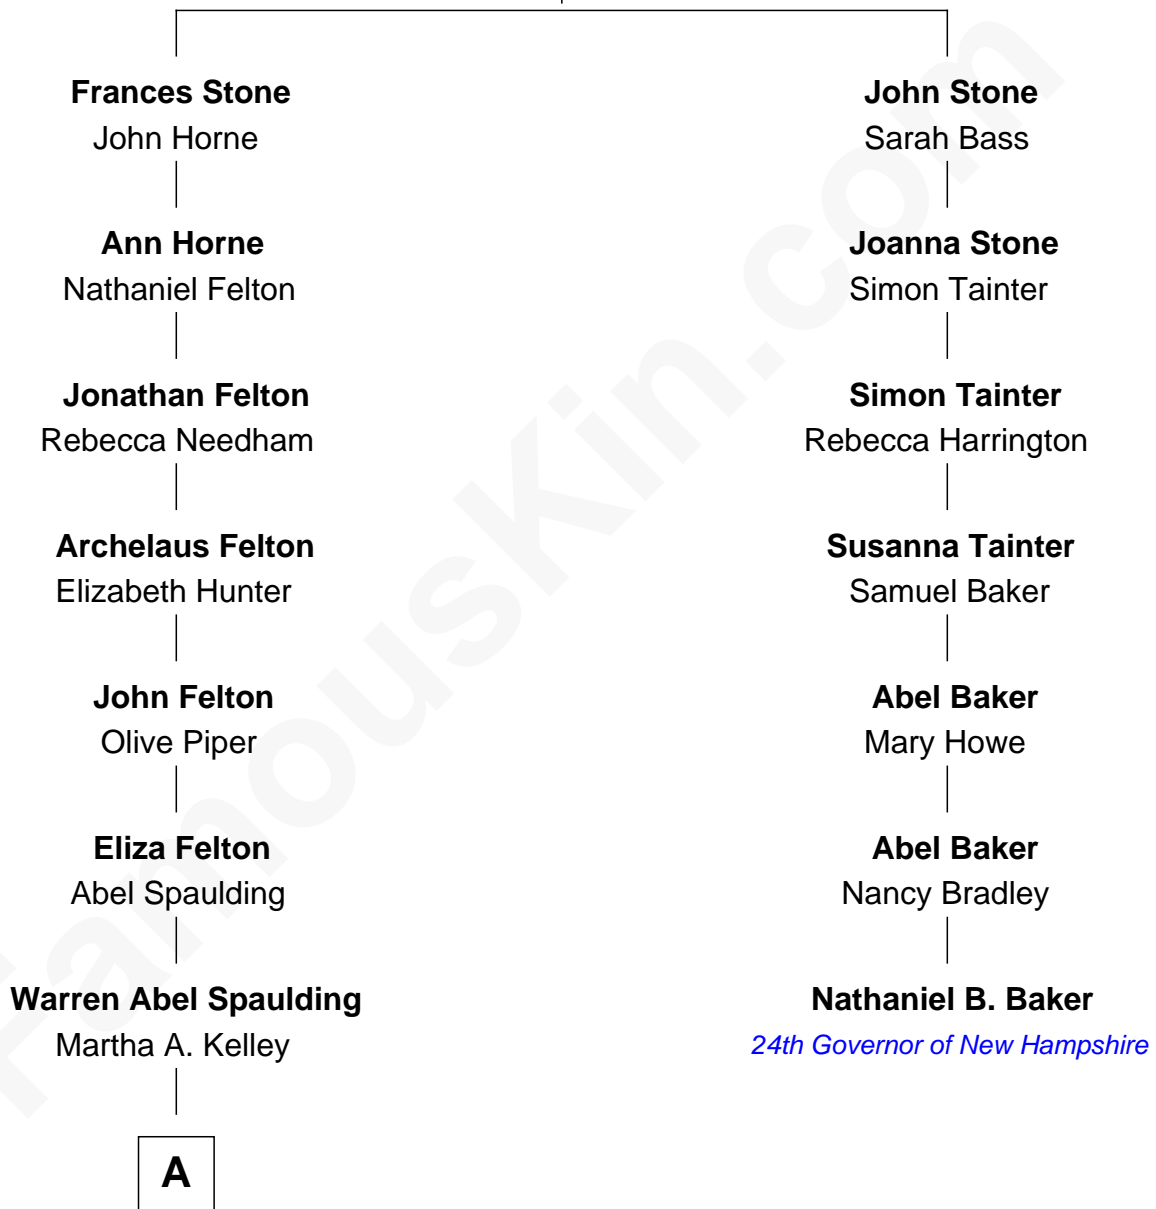 Frances Stone
John Horne
Ann Horne
Nathaniel Felton
Jonathan Felton
Rebecca Needham
Archelaus Felton
Elizabeth Hunter
John Felton
Olive Piper
Eliza Felton
Abel Spaulding
Warren Abel Spaulding
Martha A. Kelley
A
John Stone
Sarah Bass
Joanna Stone
Simon Tainter
Simon Tainter
Rebecca Harrington
Susanna Tainter
Samuel Baker
Abel Baker
Mary Howe
Abel Baker
Nancy Bradley
Nathaniel B. Baker
24th Governor of New Hampshire
FamousKin.com